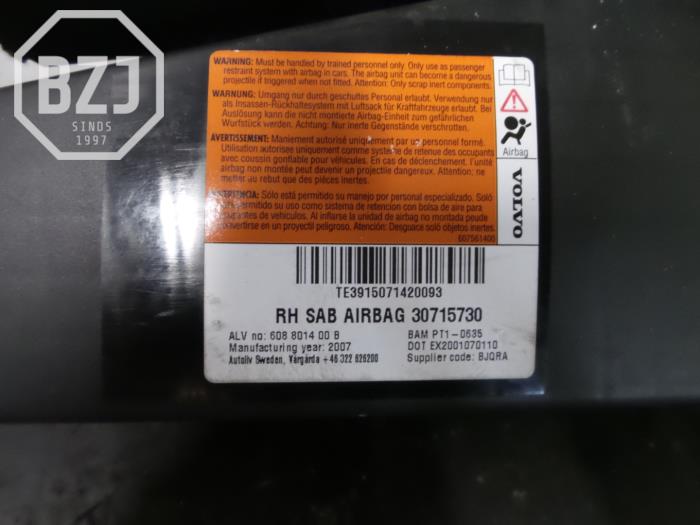 BZJ
SINDS
1997
WARNING: Must be handled by trained personnel only. Only use as passenger
restraint system with airbag in cars. The airbag unit can become a dangerous
projectile if triggered when not fitted. Attention: Only scrap inert components.
WARNUNG: Umgang nur durch geschultes Personal erlaubt. Verwendung nur
als Insassen-Rückhaltesystem mit Luftsack für Kraftfahrzeuge erlaubt. Bei
Auslösung kann die nicht montierte Airbag-Einheit zum gefährlichen
Wurfstück werden. Achtung: Nur inerte Gegenstände verschrotten.
AVERTISSEMENT: Maniement autorisé uniquement par un personnel formé.
Utilisation autorisée uniquement comme système de retenue des occupants
avec coussin gonflable pour véhicules. En cas de déclenchement, l'unité
airbag non montée peut devenir un projectile dangereux. Attention: ne
mettre au rebut que des pièces inertes.
Sólo está permitido su manejo por personal especializado. Sólo
permitido su uso como sistema de retención con bolsa de aire para
de vehículos. Al inflarse la unidad de airbag no montada peude
convertirse en un proyectil peligroso. Atención: Desguace sólo objetos inertes.
607561400
Airbag
VOLVO
TE3915071420093
RH SAB AIRBAG 30715730
ALV no: 608 8014 00 B
BAM PT1-0635
Manufacturing year: 2007
DOT EX2001070110
Autoliv Sweden, Vårgårda +46 322 626200
Supplier code: BJQRA